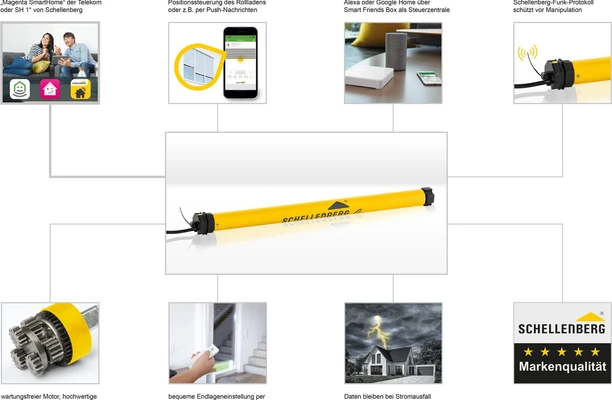 „Magenta SmartHome" der Telekom
oder SH 1* von Schellenberg
Positionssteuerung des Rollladens
oder z.B. per Push-Nachrichten
Alexa oder Google Home über
Smart Friends Box als Steuerzentrale
Schellenberg-Funk-Protokoll
schützt vor Manipulation
SCHELLENBERG
wartungsfreier Motor, hochwertige
bequeme Endlageneinstellung per
Daten bleiben bei Stromausfall
SCHELLENBERG
Markenqualität